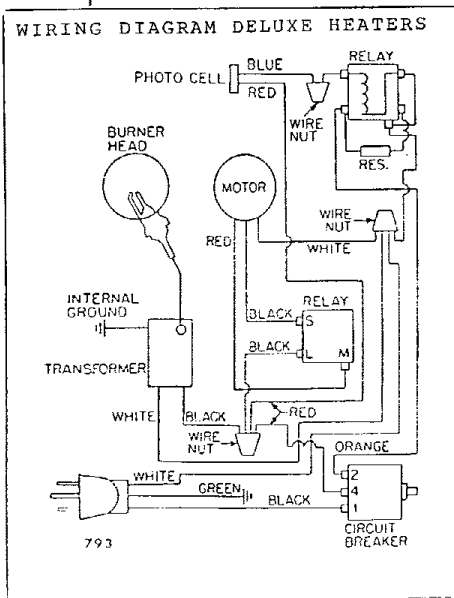 WIRING DIAGRAM DELUXE HEATERS
RELAY
BLUE
PHOTO CELL
RED
WIRE
NUT
BURNER
HEAD
RES.
MOTOR
WIRE
NUT
RED
WHITE
INTERNAL
GROUND
RELAY
BLACK
S
BLACK
L
M
TRANSFORMER
WHITE
BLACK
RED
WIRE
NUT
ORANGE
WHITE
2
GREEN
4
BLACK
1
CIRCUIT
BREAKER
793